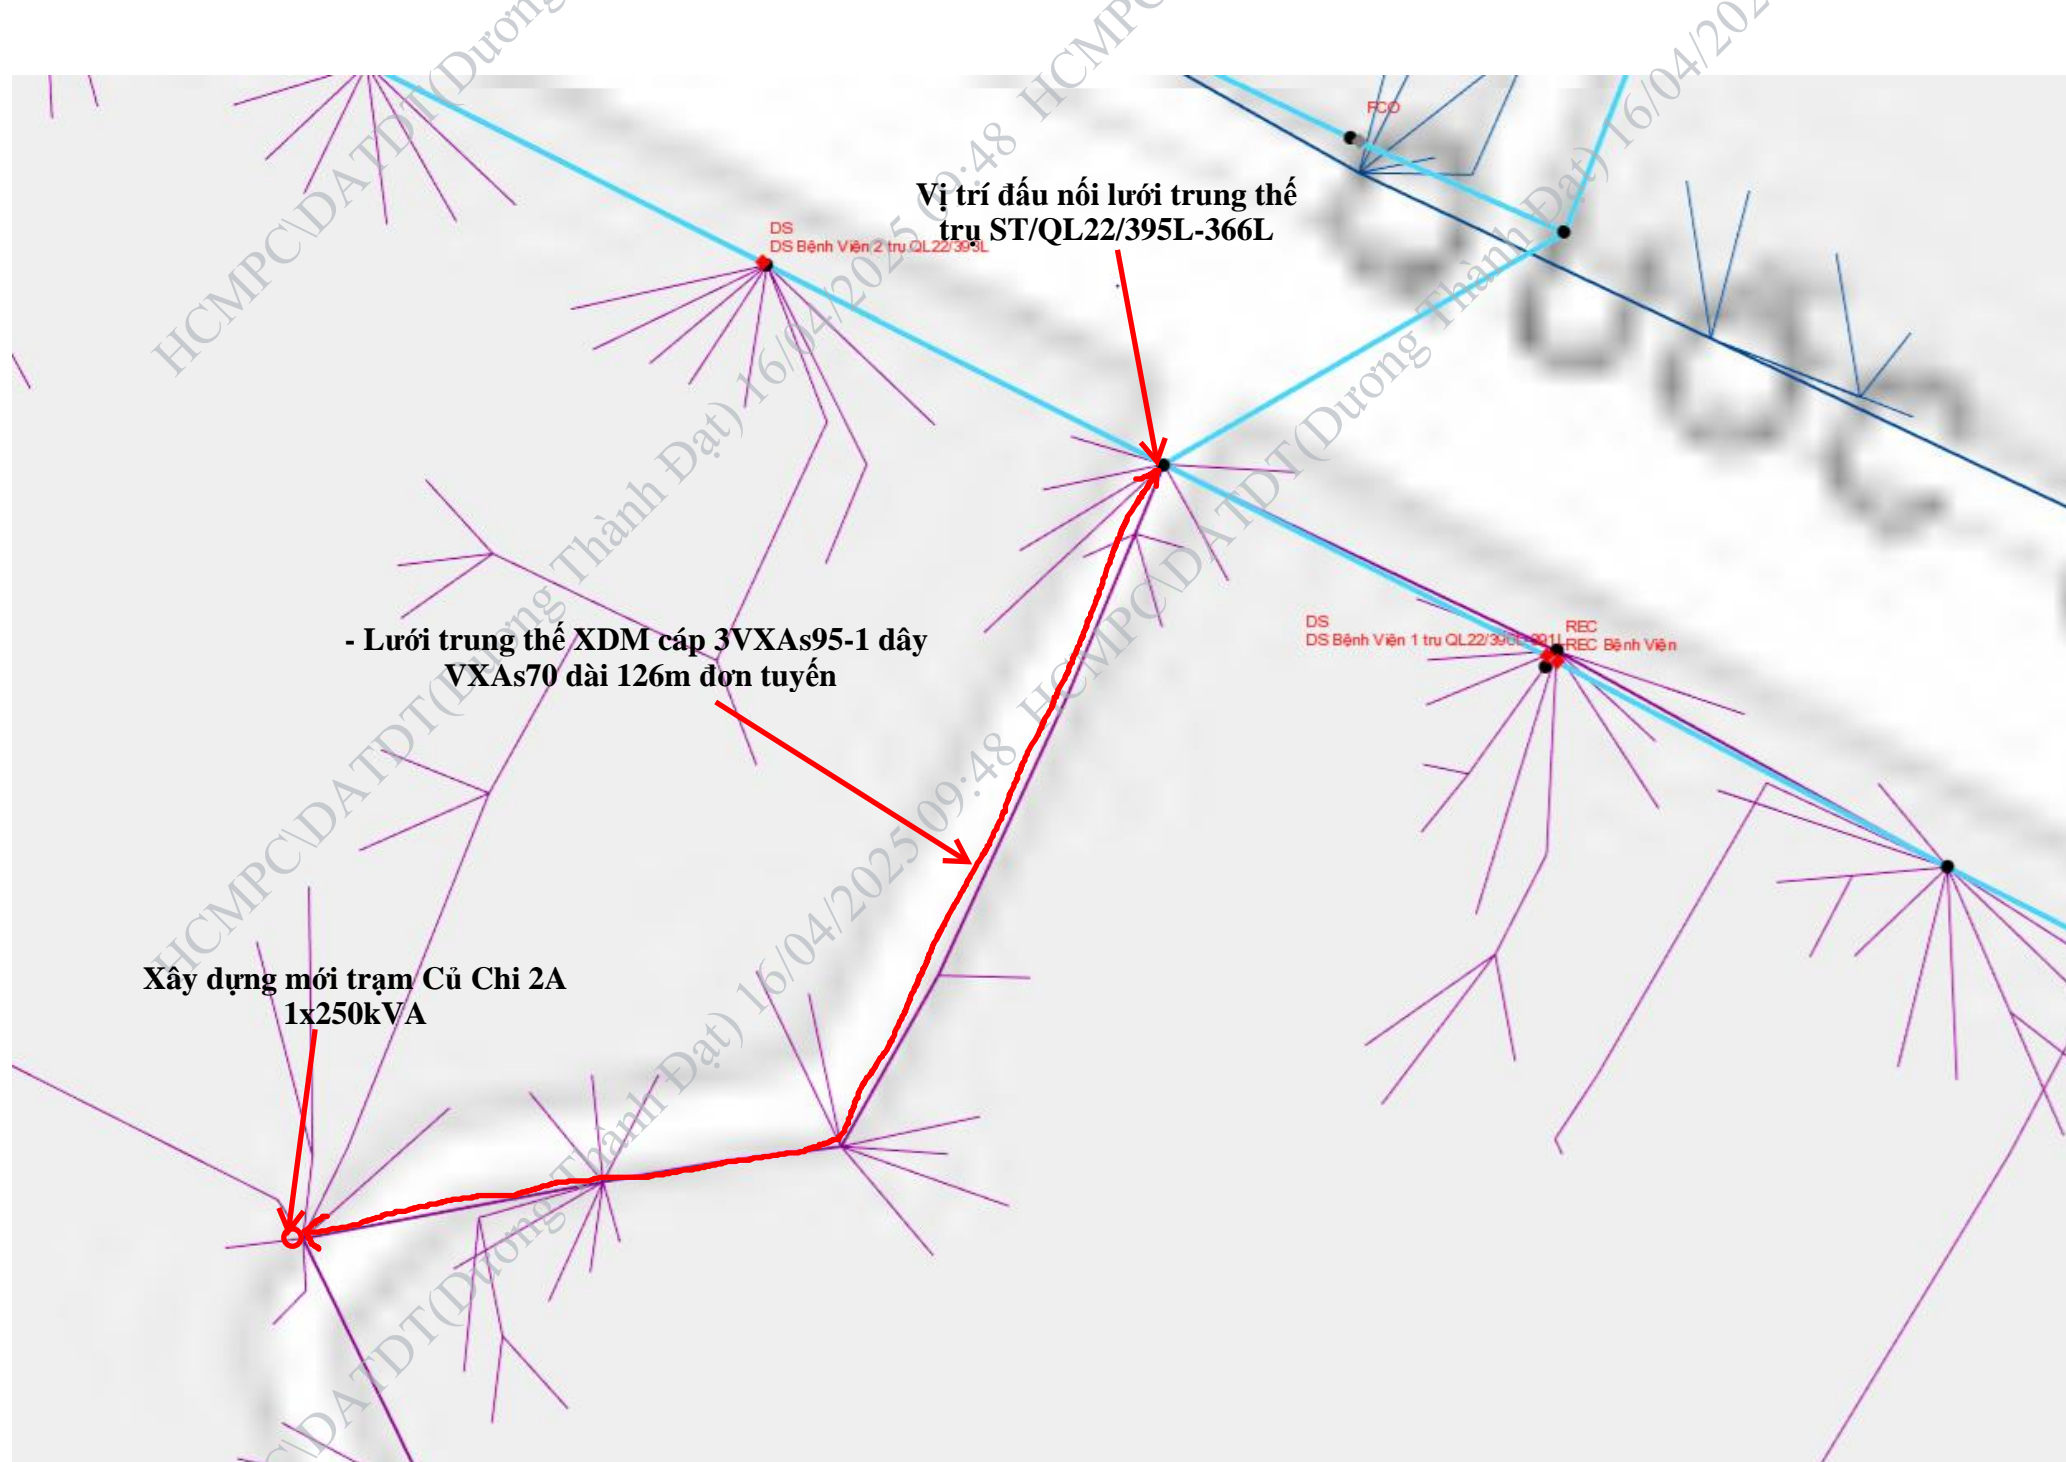 FCO
Vị trí đấu nối lưới trung thế
trụ ST/QL22/395L-366L
DS
DS Bệnh Viện 2 trụ QL22/393L
- Lưới trung thế XDM cáp 3VXAs95-1 dây
VXAs70 dài 126m đơn tuyến
DS
DS Bệnh Viện 1 trụ
REC
REC Bệnh Viện
Xây dựng mới trạm Củ Chi 2A
1x250kVA
HCMPC\DATDT(Dương Thành Đạt) 16/04/2025 09:48 HCMPC\DATDT(Dương Thành Đạt) 16/04/2025 09:48